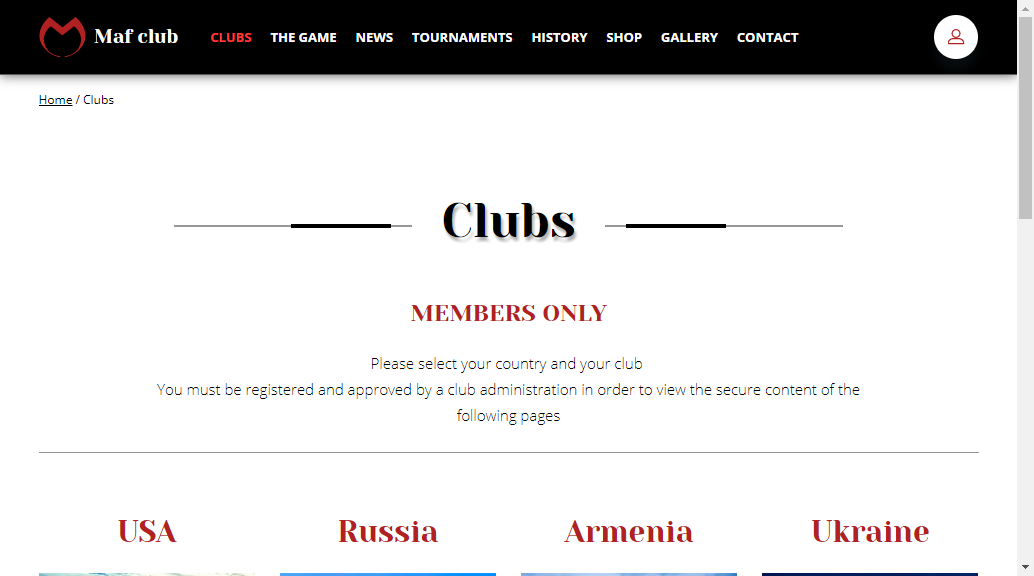 Maf club
CLUBS THE GAME NEWS TOURNAMENTS HISTORY SHOP GALLERY CONTACT
Home / Clubs
Clubs
MEMBERS ONLY
Please select your country and your club
You must be registered and approved by a club administration in order to view the secure content of the
following pages
USA Russia Armenia Ukraine